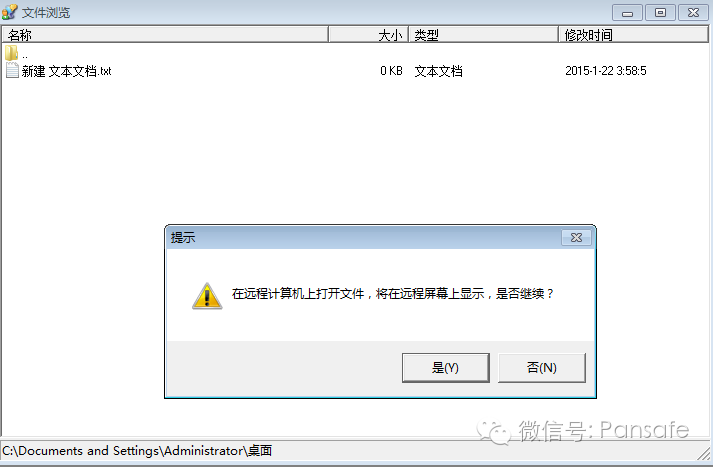 文件浏览
名称 大小 类型 修改时间
..
新建 文本文档.txt 0 KB 文本文档 2015-1-22 3:58:5
提示
在远程计算机上打开文件，将在远程屏幕上显示，是否继续？
是(Y) 否(N)
微信号: Pansafe
C:\Documents and Settings\Administrator\桌面